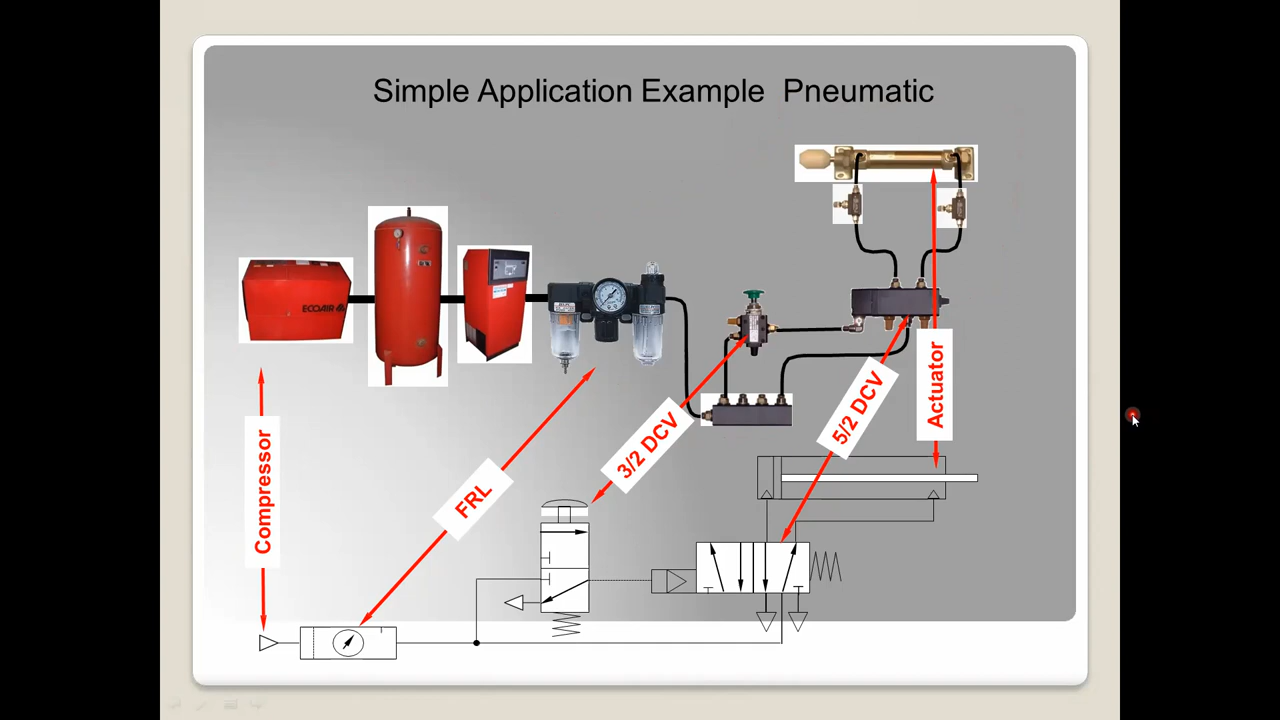 Simple Application Example Pneumatic
ECOAIR
Compressor
FRL
3/2 DCV
5/2 DCV
Actuator